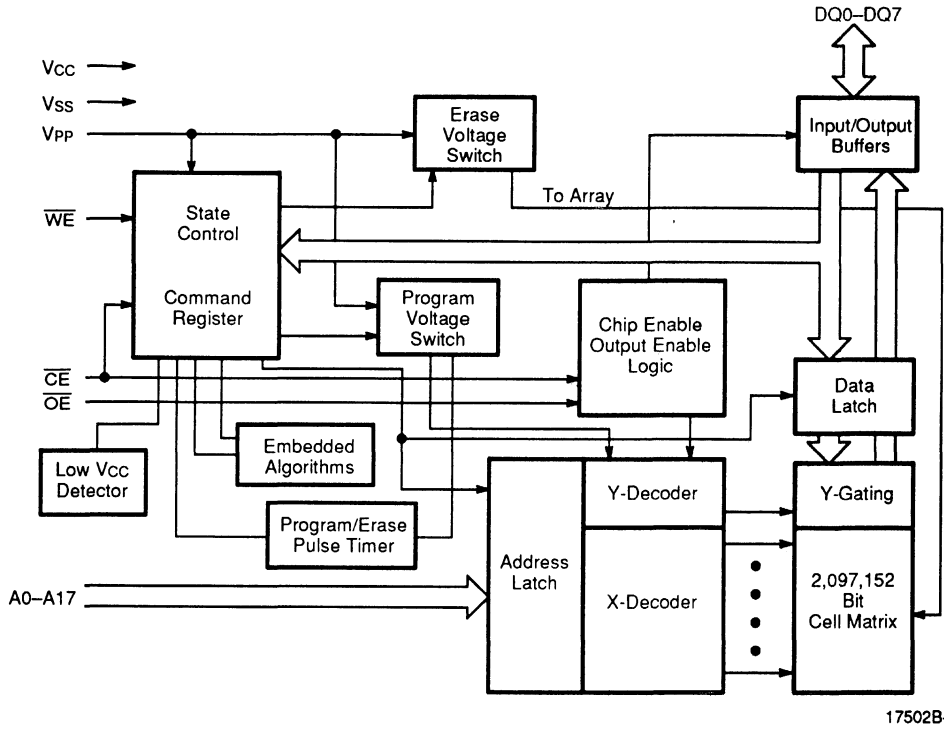 DQ0–DQ7
VCC
VSS
VPP
Erase
Voltage
Switch
Input/Output
Buffers
To Array
WE
State
Control
Command
Register
Program
Voltage
Switch
Chip Enable
Output Enable
Logic
CE
OE
Data
Latch
Low VCC
Detector
Embedded
Algorithms
Program/Erase
Pulse Timer
Address
Latch
Y-Decoder
Y-Gating
A0–A17
X-Decoder
2,097,152
Bit
Cell Matrix
17502B-